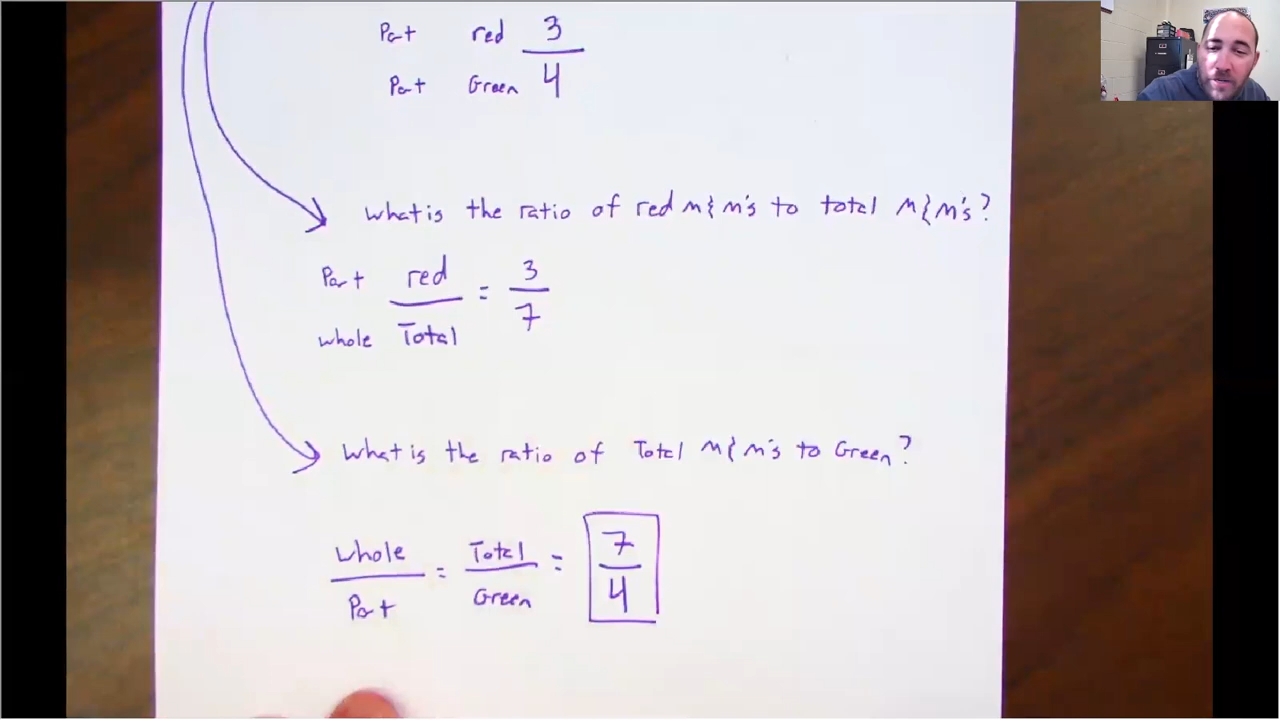 Part red 3
Part Green 4
What is the ratio of red M&M's to total M&M's?
Part red = 3
whole Total 7
What is the ratio of Total M&M's to Green?
Whole = Total = 7
Part Green 4